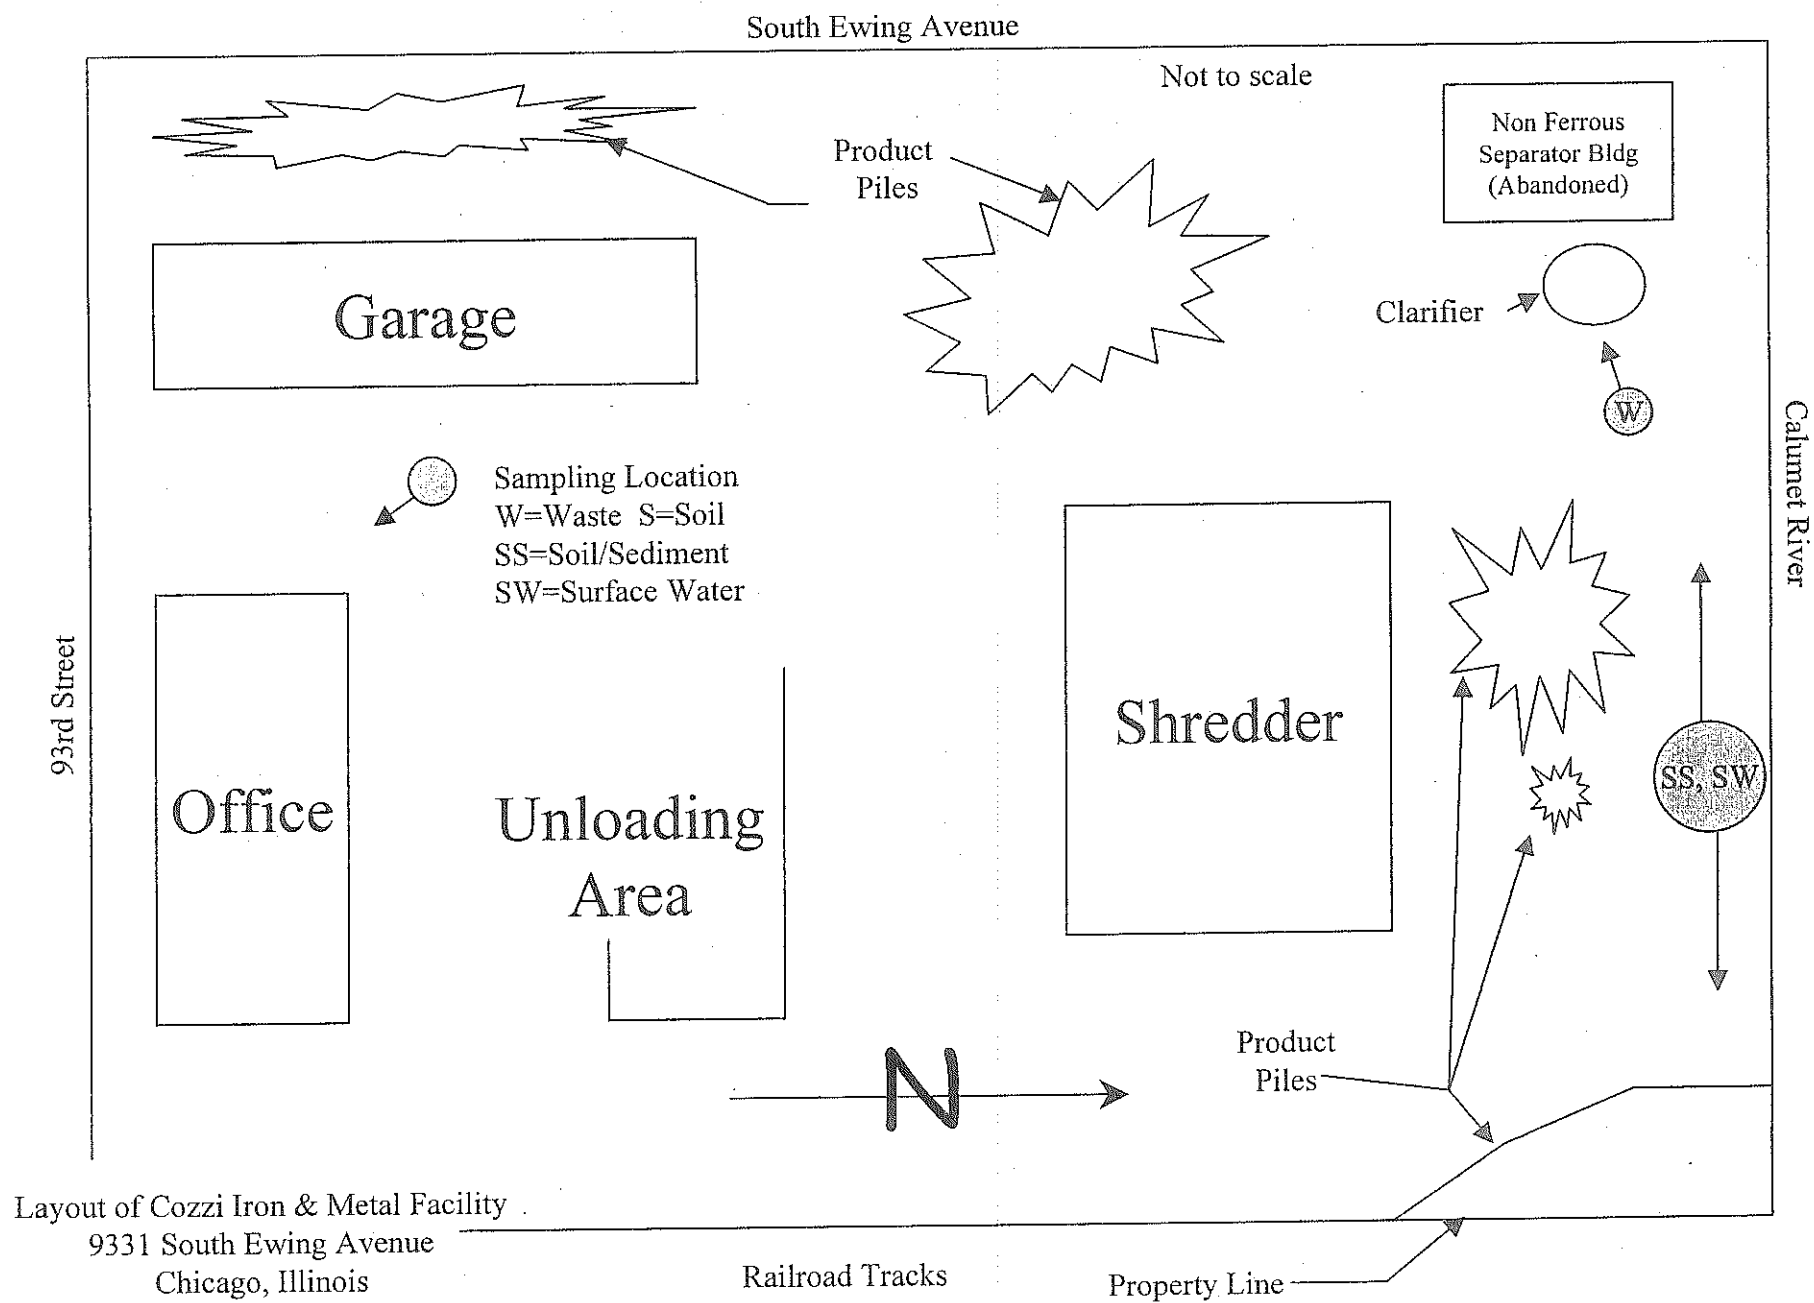 South Ewing Avenue
Not to scale
Non Ferrous
Separator Bldg
(Abandoned)
Product
Piles
Garage
Clarifier
W
Calumet River
Sampling Location
W=Waste S=Soil
SS=Soil/Sediment
SW=Surface Water
93rd Street
Shredder
SS, SW
Office
Unloading
Area
Product
Piles
N
Layout of Cozzi Iron & Metal Facility
9331 South Ewing Avenue
Chicago, Illinois
Railroad Tracks
Property Line